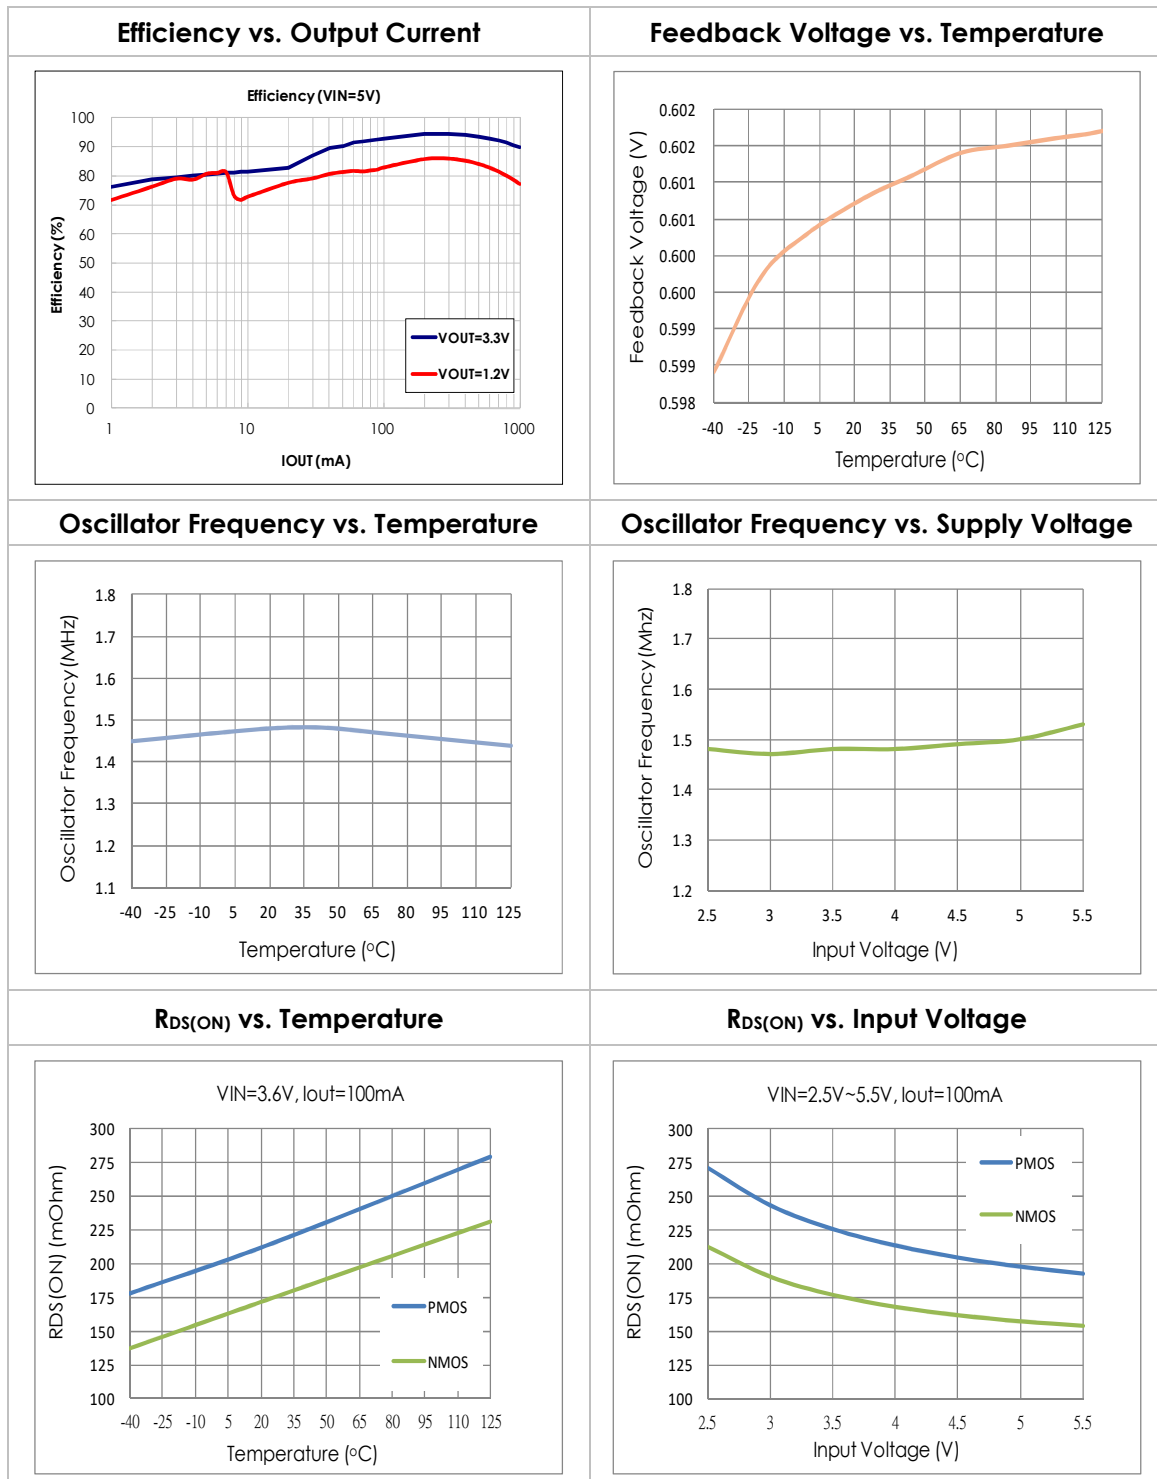 Efficiency vs. Output Current
Efficiency (VIN=5V)
Efficiency (%)
100
90
80
70
60
50
40
30
20
10
0
VOUT=3.3V
VOUT=1.2V
1 10 100 1000
IOUT (mA)
Feedback Voltage vs. Temperature
Feedback Voltage (V)
0.602
0.602
0.601
0.601
0.600
0.600
0.599
0.599
0.598
-40 -25 -10 5 20 35 50 65 80 95 110 125
Temperature (°C)
Oscillator Frequency vs. Temperature
Oscillator Frequency (MHz)
1.8
1.7
1.6
1.5
1.4
1.3
1.2
1.1
-40 -25 -10 5 20 35 50 65 80 95 110 125
Temperature (°C)
Oscillator Frequency vs. Supply Voltage
Oscillator Frequency (Mhz)
1.8
1.7
1.6
1.5
1.4
1.3
1.2
2.5 3 3.5 4 4.5 5 5.5
Input Voltage (V)
RDS(ON) vs. Temperature
VIN=3.6V, Iout=100mA
RDS(ON) (mOhm)
300
275
250
225
200
175
150
125
100
PMOS
NMOS
-40 -25 -10 5 20 35 50 65 80 95 110 125
Temperature (°C)
RDS(ON) vs. Input Voltage
VIN=2.5V~5.5V, Iout=100mA
RDS(ON) (mOhm)
300
275
250
225
200
175
150
125
100
PMOS
NMOS
2.5 3 3.5 4 4.5 5 5.5
Input Voltage (V)